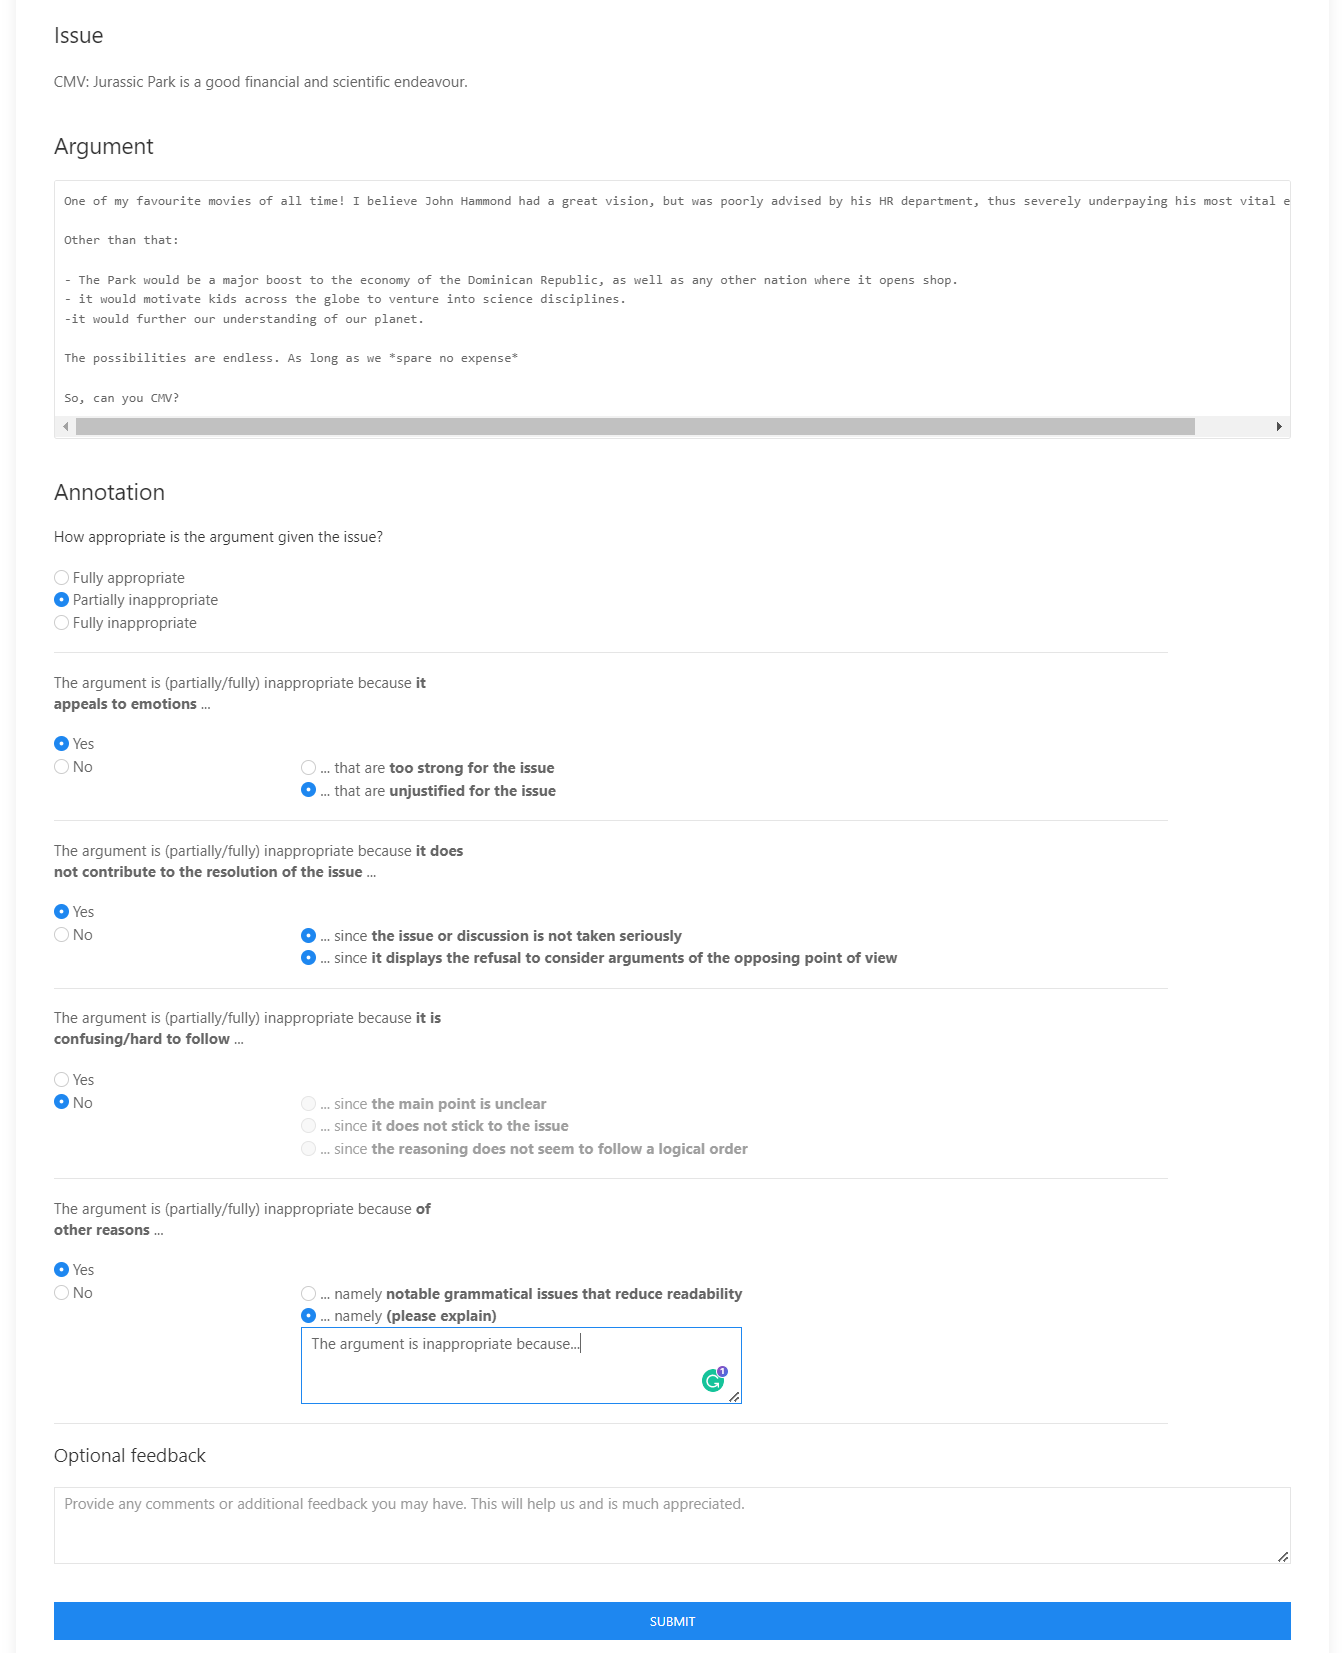 Issue
CMV: Jurassic Park is a good financial and scientific endeavour.
Argument
One of my favourite movies of all time! I believe John Hammond had a great vision, but was poorly advised by his HR department, thus severely underpaying his most vital e
Other than that:
- The Park would be a major boost to the economy of the Dominican Republic, as well as any other nation where it opens shop.
- it would motivate kids across the globe to venture into science disciplines.
-it would further our understanding of our planet.
The possibilities are endless. As long as we *spare no expense*
So, can you CMV?
Annotation
How appropriate is the argument given the issue?
Fully appropriate
Partially inappropriate
Fully inappropriate
The argument is (partially/fully) inappropriate because it
appeals to emotions ...
Yes
No
... that are too strong for the issue
... that are unjustified for the issue
The argument is (partially/fully) inappropriate because it does
not contribute to the resolution of the issue ...
Yes
No
... since the issue or discussion is not taken seriously
... since it displays the refusal to consider arguments of the opposing point of view
The argument is (partially/fully) inappropriate because it is
confusing/hard to follow ...
Yes
No
... since the main point is unclear
... since it does not stick to the issue
... since the reasoning does not seem to follow a logical order
The argument is (partially/fully) inappropriate because of
other reasons ...
Yes
No
... namely notable grammatical issues that reduce readability
... namely (please explain)
The argument is inappropriate because...
1
Optional feedback
Provide any comments or additional feedback you may have. This will help us and is much appreciated.
SUBMIT